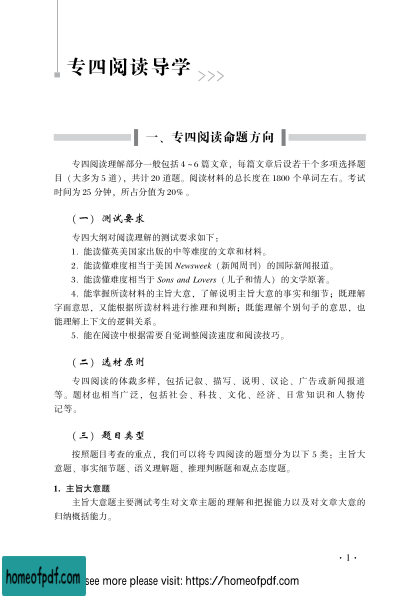 专四阅读导学 >>>
一、专四阅读命题方向
专四阅读理解部分一般包括 4 ~ 6 篇文章，每篇文章后设若干个多项选择题
目（大多为 5 道），共计 20 道题。阅读材料的总长度在 1800 个单词左右。考试
时间为 25 分钟，所占分值为 20% 。
（一）测试要求
专四大纲对阅读理解的测试要求如下：
1. 能读懂英美国家出版的中等难度的文章和材料。
2. 能读懂难度相当于美国 Newsweek（新闻周刊）的国际新闻报道。
3. 能读懂难度相当于 Sons and Lovers（儿子和情人）的文学原著。
4. 能掌握所读材料的主旨大意，了解说明主旨大意的事实和细节；既理解
字面意思，又能根据所读材料进行推理和判断；既能理解个别句子的意思，也
能理解上下文的逻辑关系。
5. 能在阅读中根据需要自觉调整阅读速度和阅读技巧。
（二）选材原则
专四阅读的体裁多样，包括记叙、描写、说明、议论、广告或新闻报道
等。题材也相当广泛，包括社会、科技、文化、经济、日常知识和人物传
记等。
（三）题目类型
按照题目考查的重点，我们可以将专四阅读的题型分为以下 5 类：主旨大
意题、事实细节题、语义理解题、推理判断题和观点态度题。
1. 主旨大意题
主旨大意题主要测试考生对文章主题的理解和把握能力以及对文章大意的
归纳概括能力。
· 1 ·
homeofpdf.com
see more please visit: https://homeofpdf.com